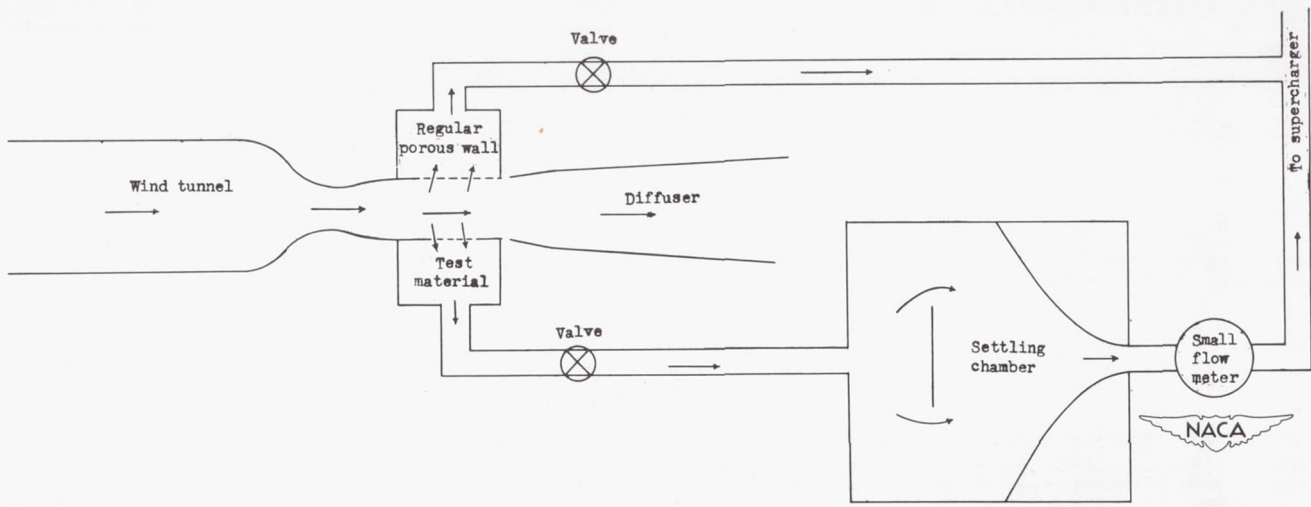 Valve
To supercharger
Regular
porous wall
Wind tunnel
Diffuser
Test
material
Valve
Settling
chamber
Small
flow
meter
NACA